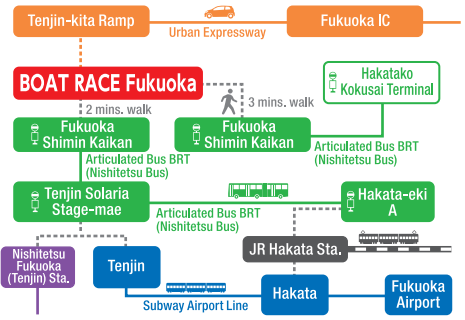 Tenjin-kita Ramp
Urban Expressway
Fukuoka IC
BOAT RACE Fukuoka
Hakatako
Kokusai Terminal
2 mins. walk
3 mins. walk
Fukuoka
Shimin Kaikan
Fukuoka
Shimin Kaikan
Articulated Bus BRT
(Nishitetsu Bus)
Articulated Bus BRT
(Nishitetsu Bus)
Tenjin Solaria
Stage-mae
Articulated Bus BRT
(Nishitetsu Bus)
Hakata-eki
A
Nishitetsu
Fukuoka
(Tenjin) Sta.
Tenjin
JR Hakata Sta.
Subway Airport Line
Hakata
Fukuoka
Airport